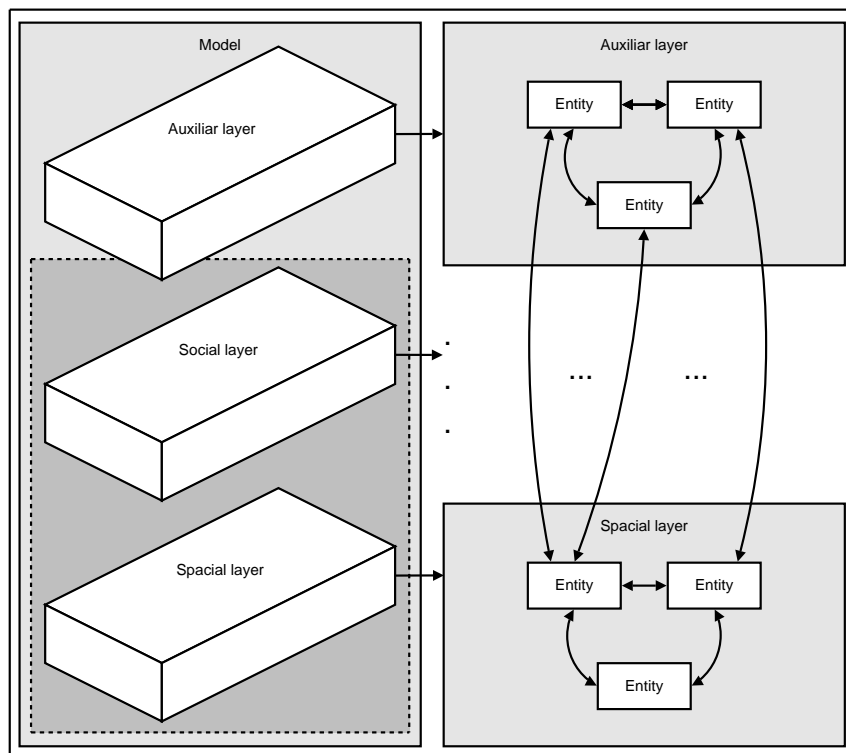 Model
Auxiliar layer
Social layer
Spacial layer
Auxiliar layer
Entity
Entity
Entity
.
.
.
...
...
Spacial layer
Entity
Entity
Entity